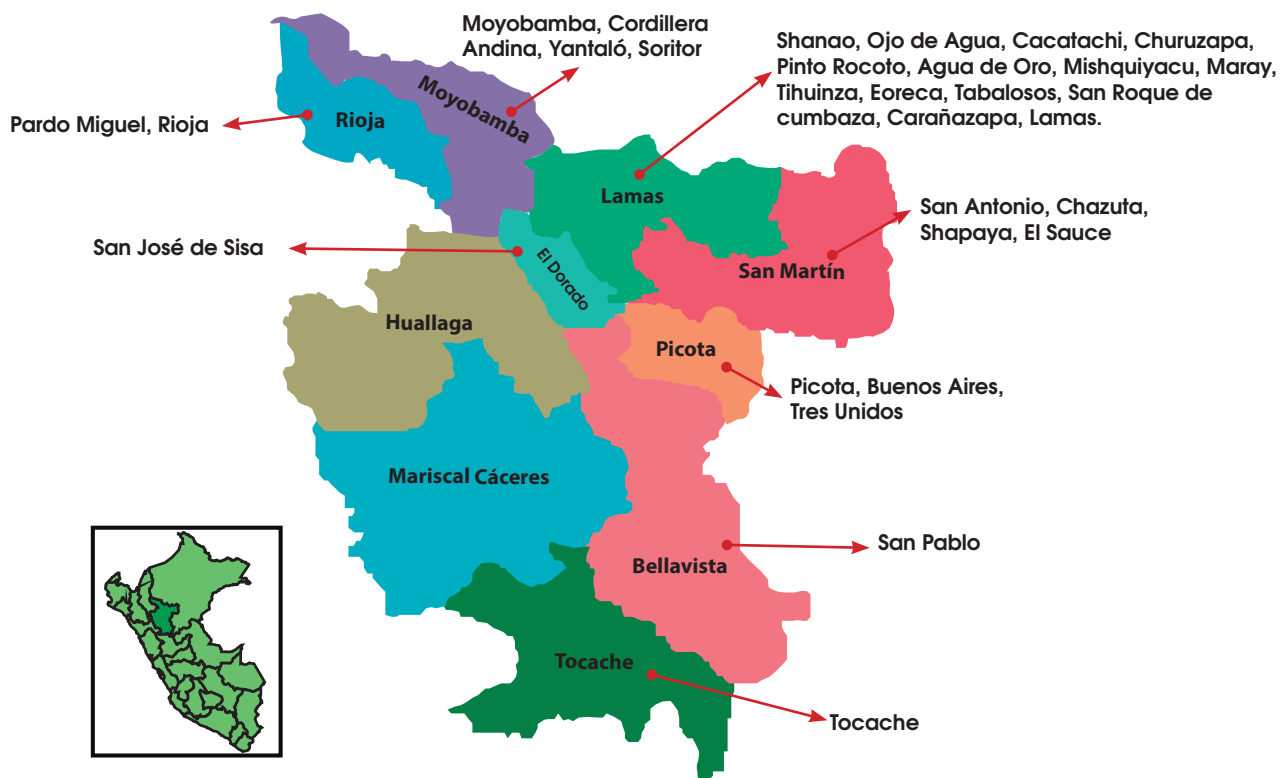 Moyobamba, Cordillera
Andina, Yantaló, Soritor
Shanao, Ojo de Agua, Cacatachi, Churuzapa,
Pinto Rocoto, Agua de Oro, Mishquiyacu, Maray,
Tihuinza, Eoreca, Tabalosos, San Roque de
cumbaza, Carañazapa, Lamas.
Pardo Miguel, Rioja
Rioja
Moyobamba
Lamas
San Antonio, Chazuta,
Shapaya, El Sauce
San José de Sisa
El Dorado
San Martín
Huallaga
Picota
Picota, Buenos Aires,
Tres Unidos
Mariscal Cáceres
San Pablo
Bellavista
Tocache
Tocache